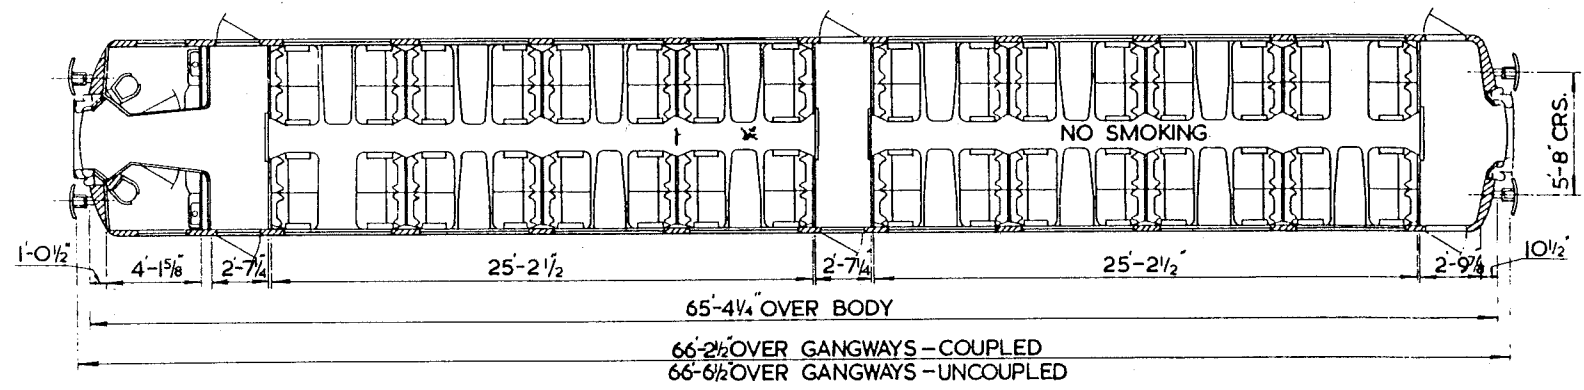 NO SMOKING
5'-8" CRS.
1'-0½"
4'-1⅝"
2'-7¼"
25'-2½"
2'-7¼"
25'-2½"
2'-9⅞"
10½"
65'-4¼" OVER BODY
66'-2½" OVER GANGWAYS-COUPLED
66'-6½" OVER GANGWAYS-UNCOUPLED